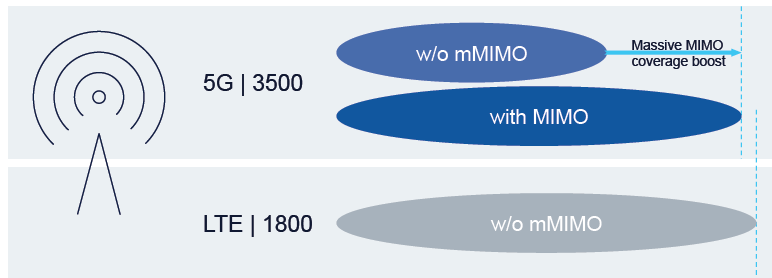 w/o mMIMO
Massive MIMO
coverage boost
5G | 3500
with MIMO
LTE | 1800
w/o mMIMO